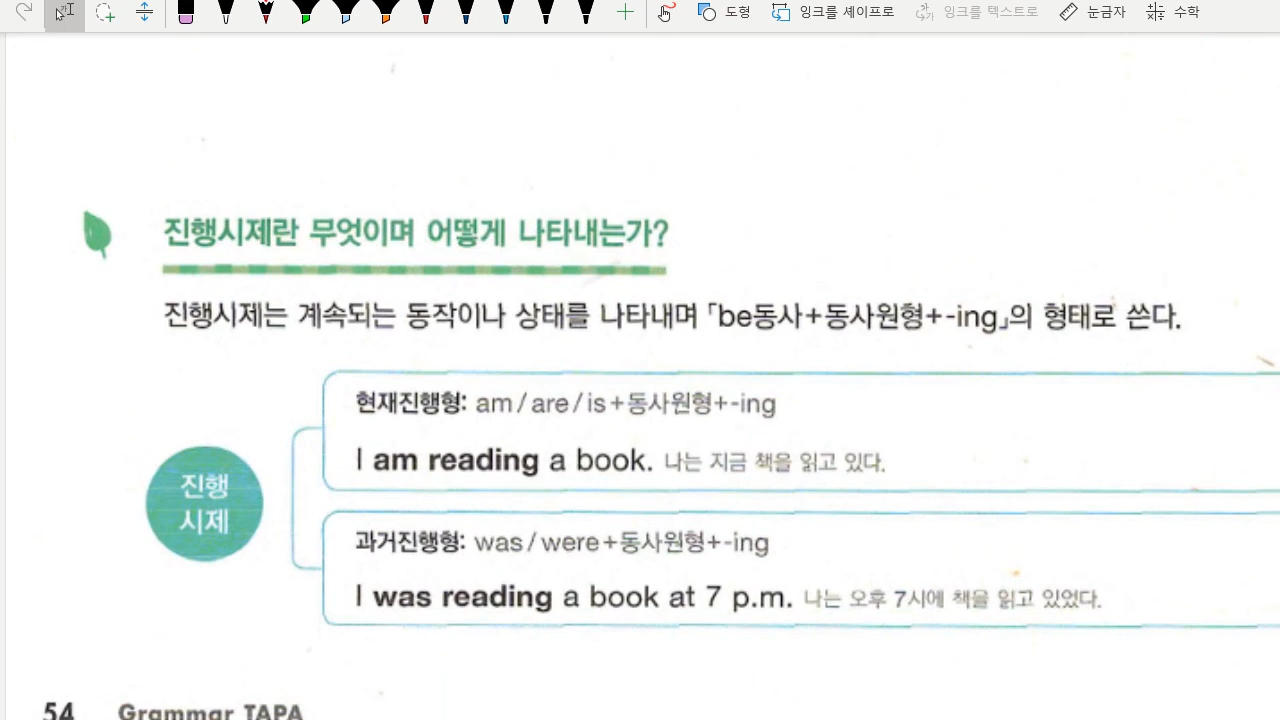 도형 잉크를 셰이프로 잉크를 텍스트로 눈금자 수학
진행시제란 무엇이며 어떻게 나타내는가?
진행시제는 계속되는 동작이나 상태를 나타내며 「be동사+동사원형+-ing」의 형태로 쓴다.
진행
시제
현재진행형: am/are/is+동사원형+-ing
I am reading a book. 나는 지금 책을 읽고 있다.
과거진행형: was/were+동사원형+-ing
I was reading a book at 7 p.m. 나는 오후 7시에 책을 읽고 있었다.
54 Grammar TAPA